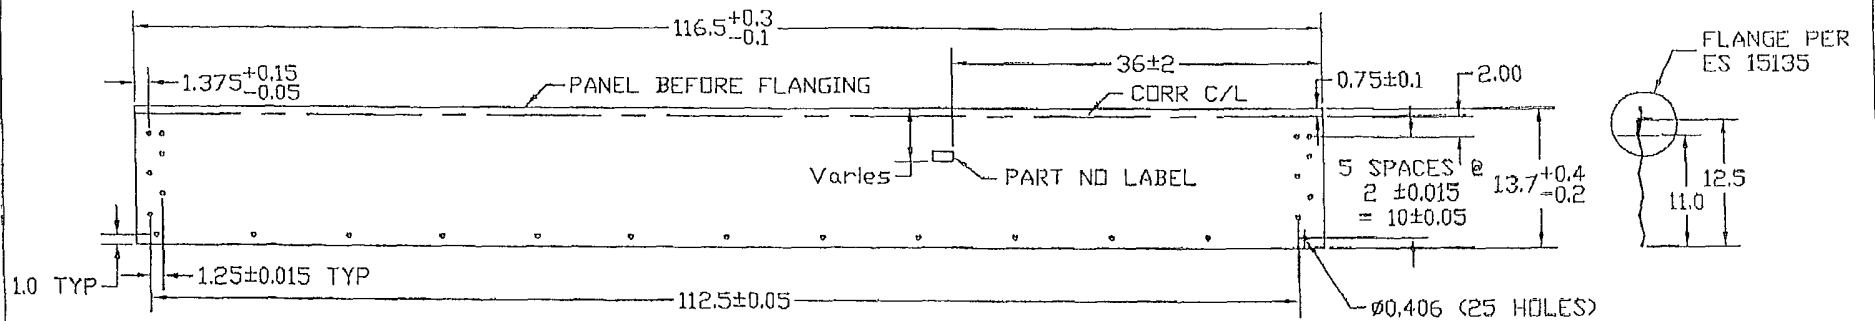 116.5+0.3
-0.1
FLANGE PER
ES 15135
36±2
1.375+0.15
-0.05
PANEL BEFORE FLANGING
CORR C/L
0.75±0.1
2.00
Varies
PART NO LABEL
5 SPACES @
2 ±0.015
= 10±0.05
13.7+0.4
-0.2
11.0
12.5
1.0 TYP
1.25±0.015 TYP
112.5±0.05
ø0.406 (25 HOLES)